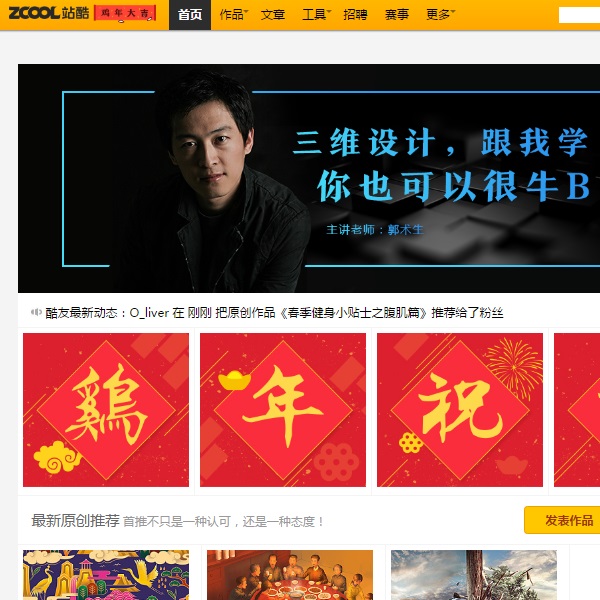 ZCOOL站酷 鸡年大吉 首页 作品 文章 工具 招聘 赛事 更多
三维设计，跟我学
你也可以很牛B
主讲老师：郭术生
酷友最新动态：O_liver 在 刚刚 把原创作品《春季健身小贴士之腹肌篇》推荐给了粉丝
鷄 年 祝
最新原创推荐 首推不只是一种认可，还是一种态度！ 发表作品